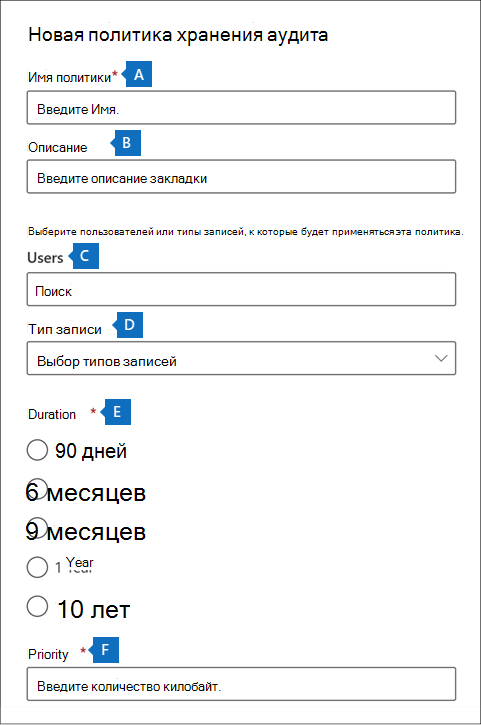 Новая политика хранения аудита
Имя политики* A
Введите Имя.
Описание B
Введите описание закладки
Выберите пользователей или типы записей, к которые будет применяться эта политика.
Users C
Поиск
Тип записи D
Выбор типов записей
Duration * E
90 дней
6 месяцев
9 месяцев
1 Year
10 лет
Priority * F
Введите количество килобайт.